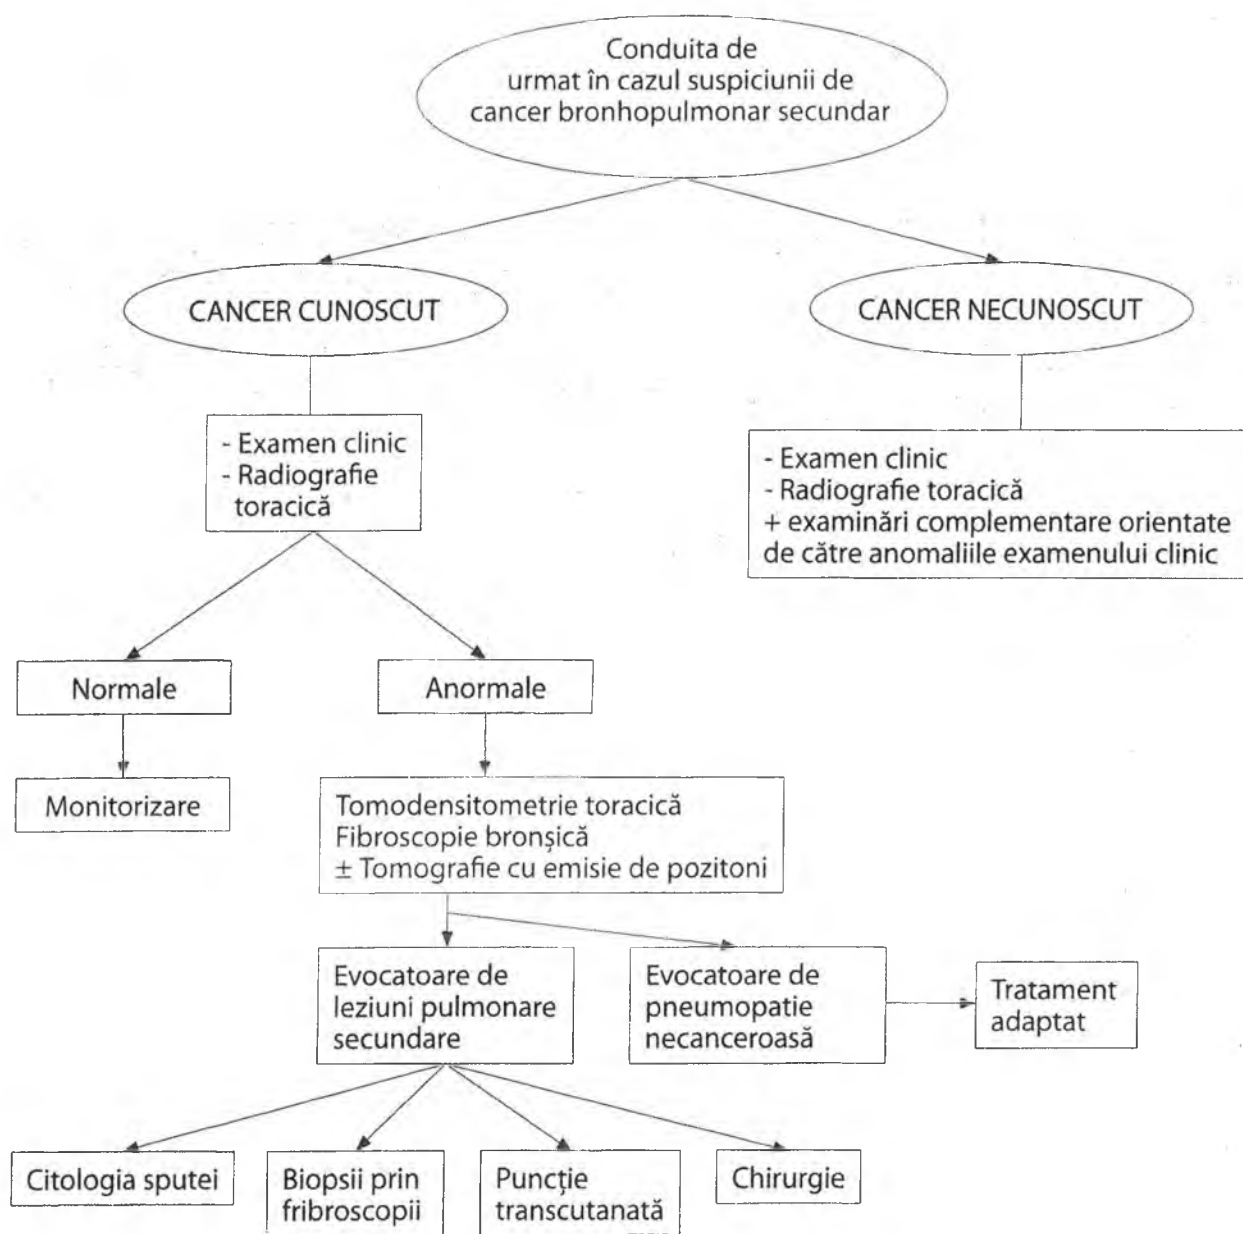 Conduita de
urmat în cazul suspiciunii de
cancer bronhopulmonar secundar
CANCER CUNOSCUT
CANCER NECUNOSCUT
- Examen clinic
- Radiografie
toracică
- Examen clinic
- Radiografie toracică
+ examinări complementare orientate
de către anomaliile examenului clinic
Normale
Anormale
Monitorizare
Tomodensitometrie toracică
Fibroscopie bronșică
± Tomografie cu emisie de pozitoni
Evocatoare de
leziuni pulmonare
secundare
Evocatoare de
pneumopatie
necanceroasă
Tratament
adaptat
Citologia sputei
Biopsii prin
fribroscopii
Puncție
transcutanată
Chirurgie